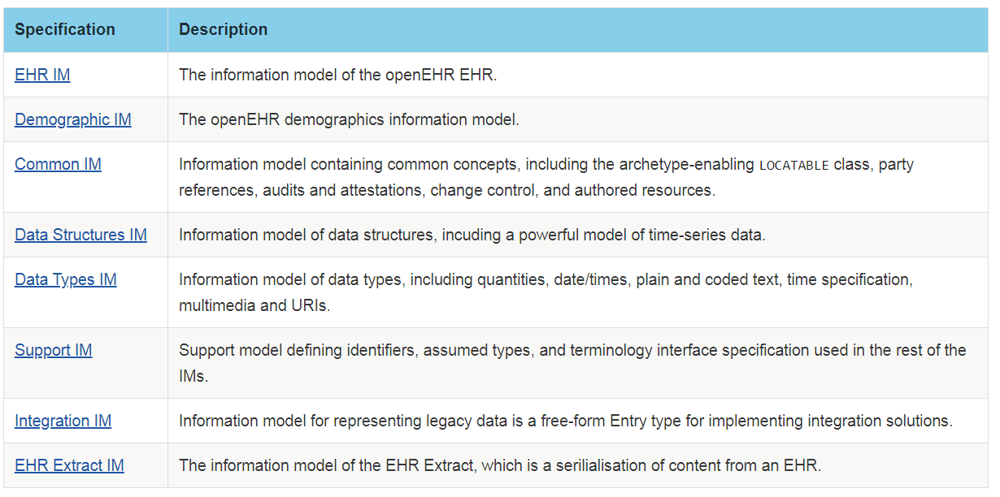 Specification Description
EHR IM The information model of the openEHR EHR.
Demographic IM The openEHR demographics information model.
Common IM Information model containing common concepts, including the archetype-enabling LOCATABLE class, party
references, audits and attestations, change control, and authored resources.
Data Structures IM Information model of data structures, incuding a powerful model of time-series data.
Data Types IM Information model of data types, including quantities, date/times, plain and coded text, time specification,
multimedia and URIs.
Support IM Support model defining identifiers, assumed types, and terminology interface specification used in the rest of the
IMs.
Integration IM Information model for representing legacy data is a free-form Entry type for implementing integration solutions.
EHR Extract IM The information model of the EHR Extract, which is a serilialisation of content from an EHR.